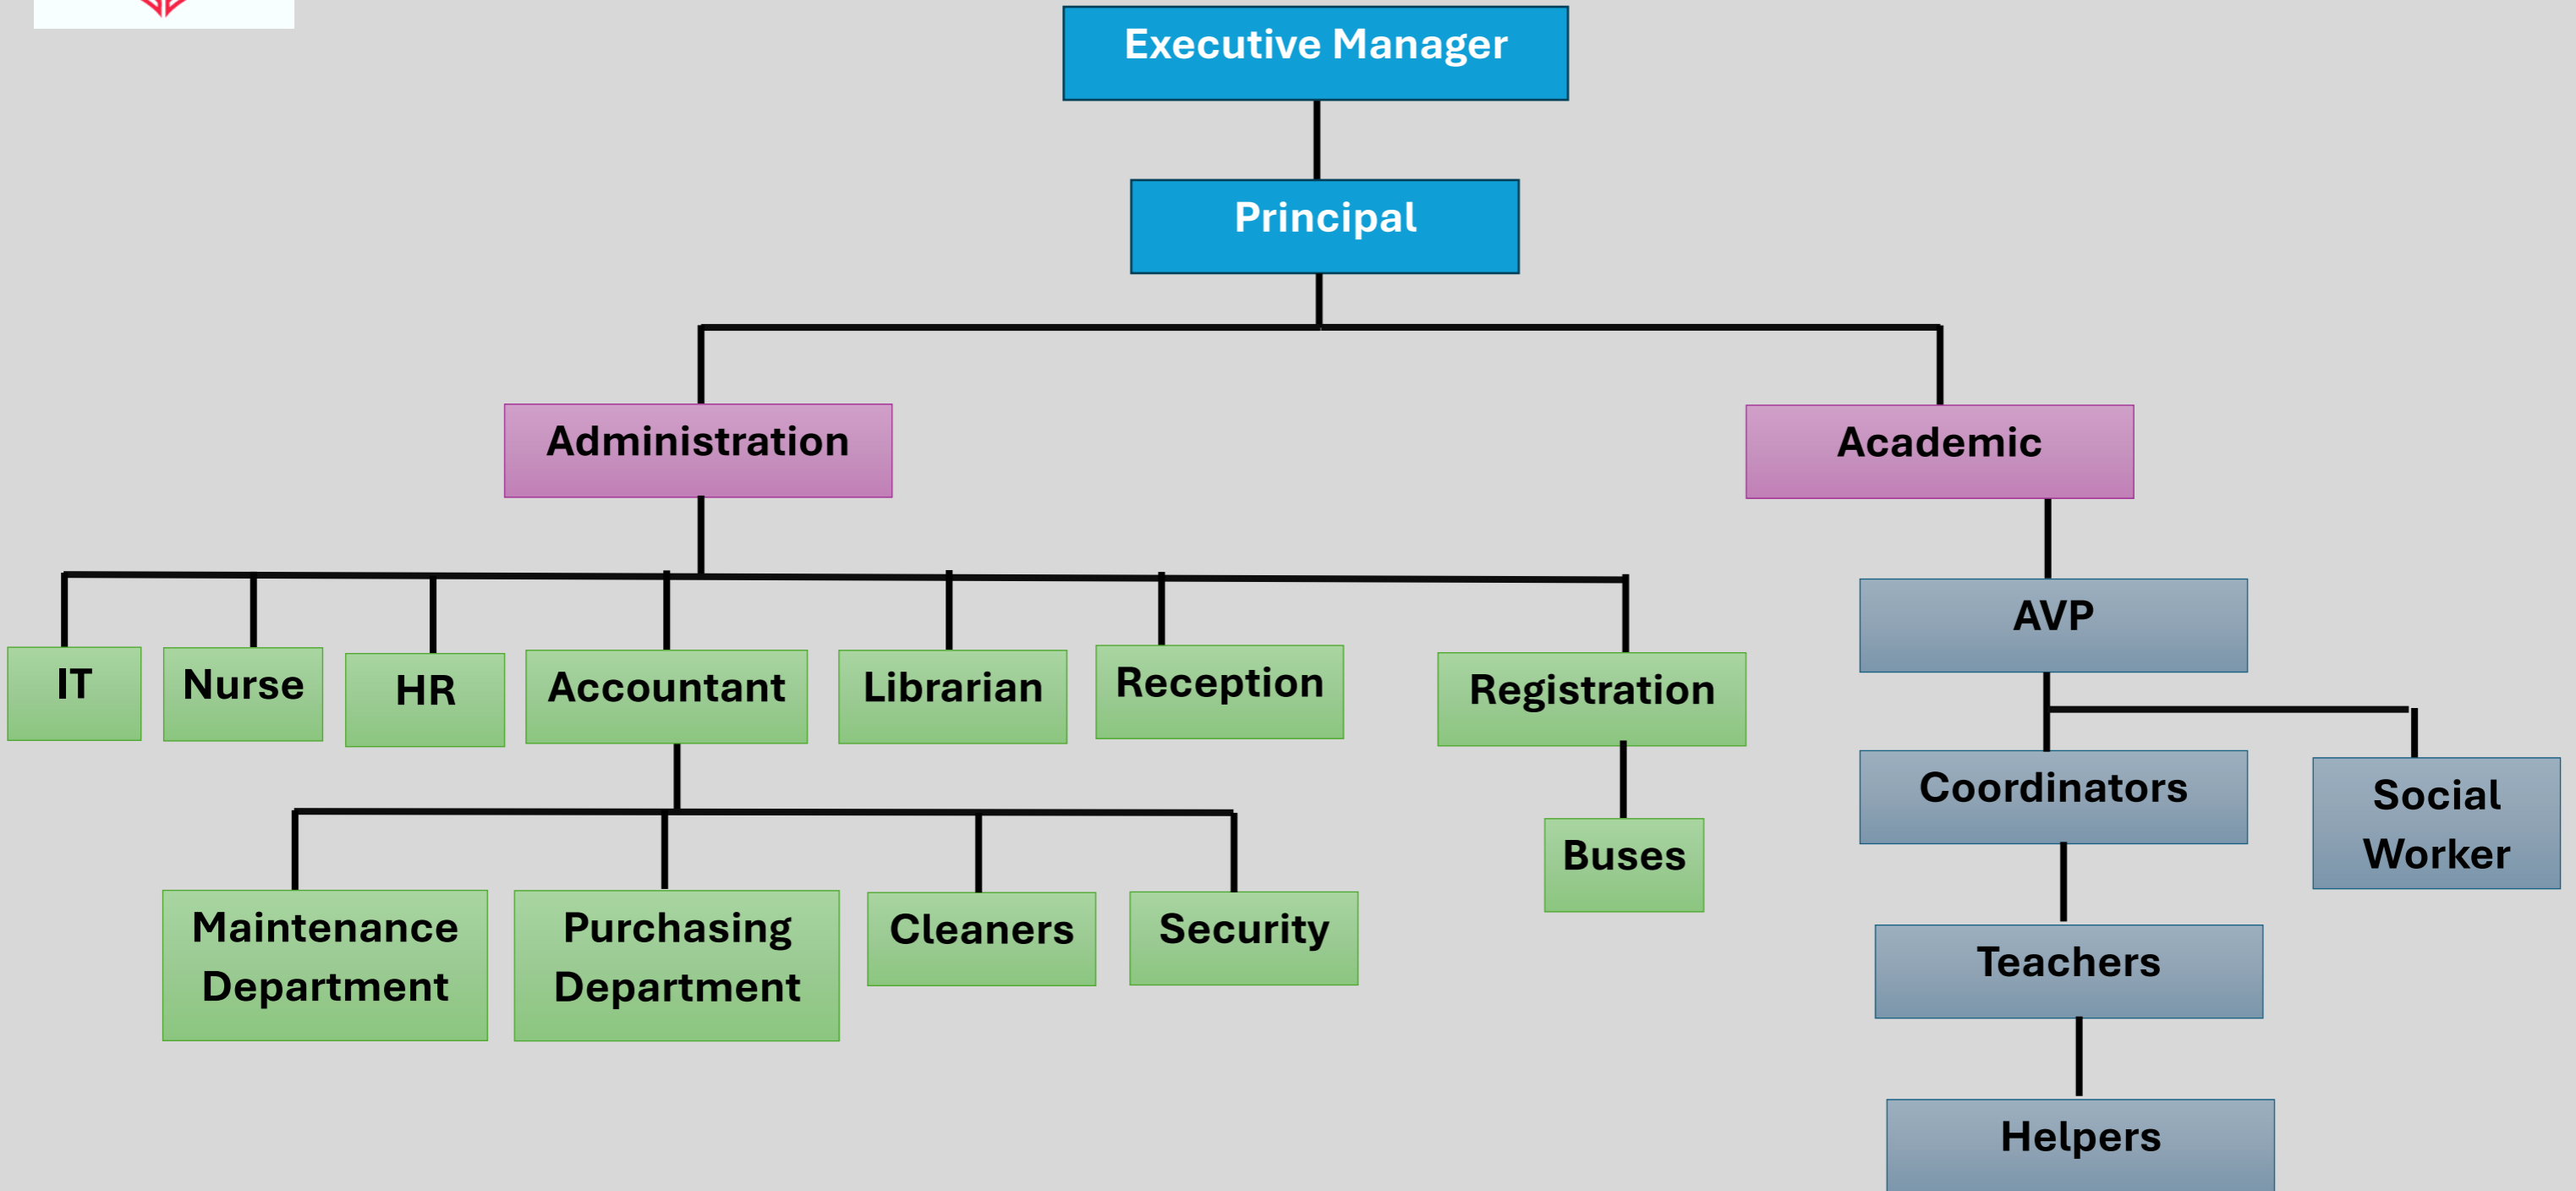 Executive Manager
Principal
Administration
Academic
IT
Nurse
HR
Accountant
Librarian
Reception
Registration
AVP
Coordinators
Social
Worker
Buses
Maintenance
Department
Purchasing
Department
Cleaners
Security
Teachers
Helpers